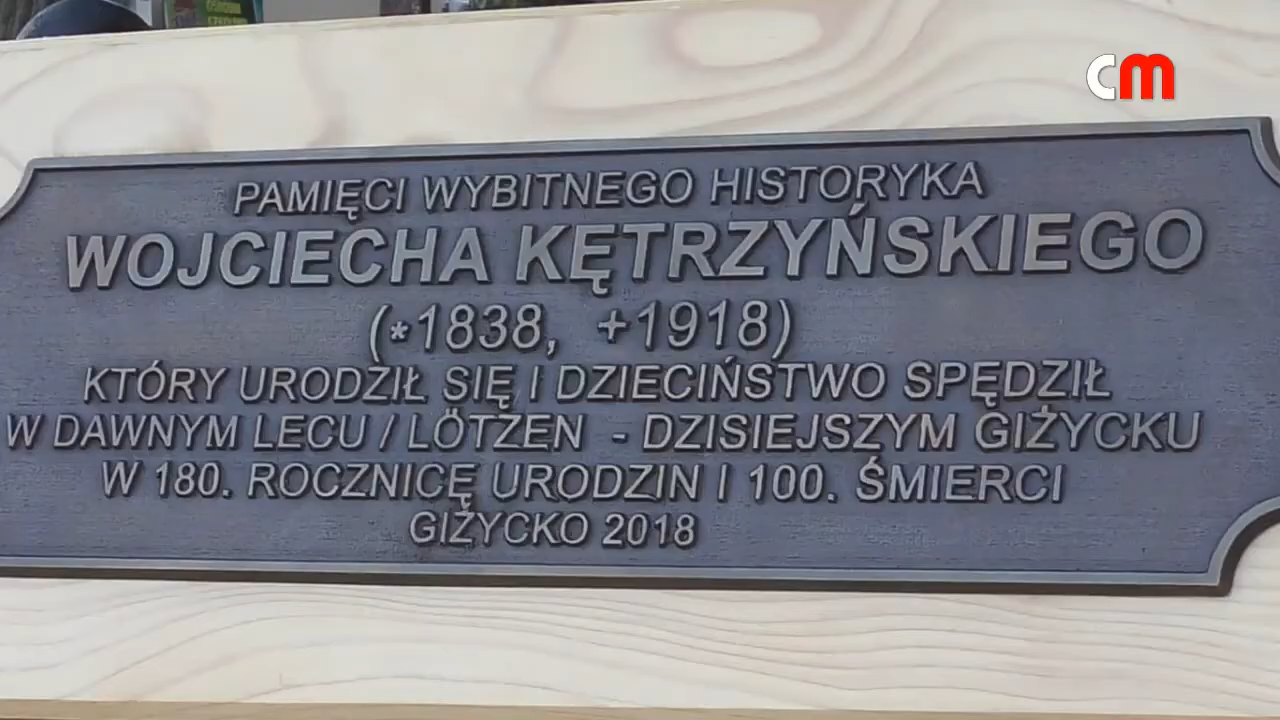 cm
PAMIĘCI WYBITNEGO HISTORYKA
WOJCIECHA KĘTRZYŃSKIEGO
(*1838, +1918)
KTÓRY URODZIŁ SIĘ I DZIECIŃSTWO SPĘDZIŁ
W DAWNYM LECU / LÖTZEN - DZISIEJSZYM GIŻYCKU
W 180. ROCZNICĘ URODZIN I 100. ŚMIERCI
GIŻYCKO 2018